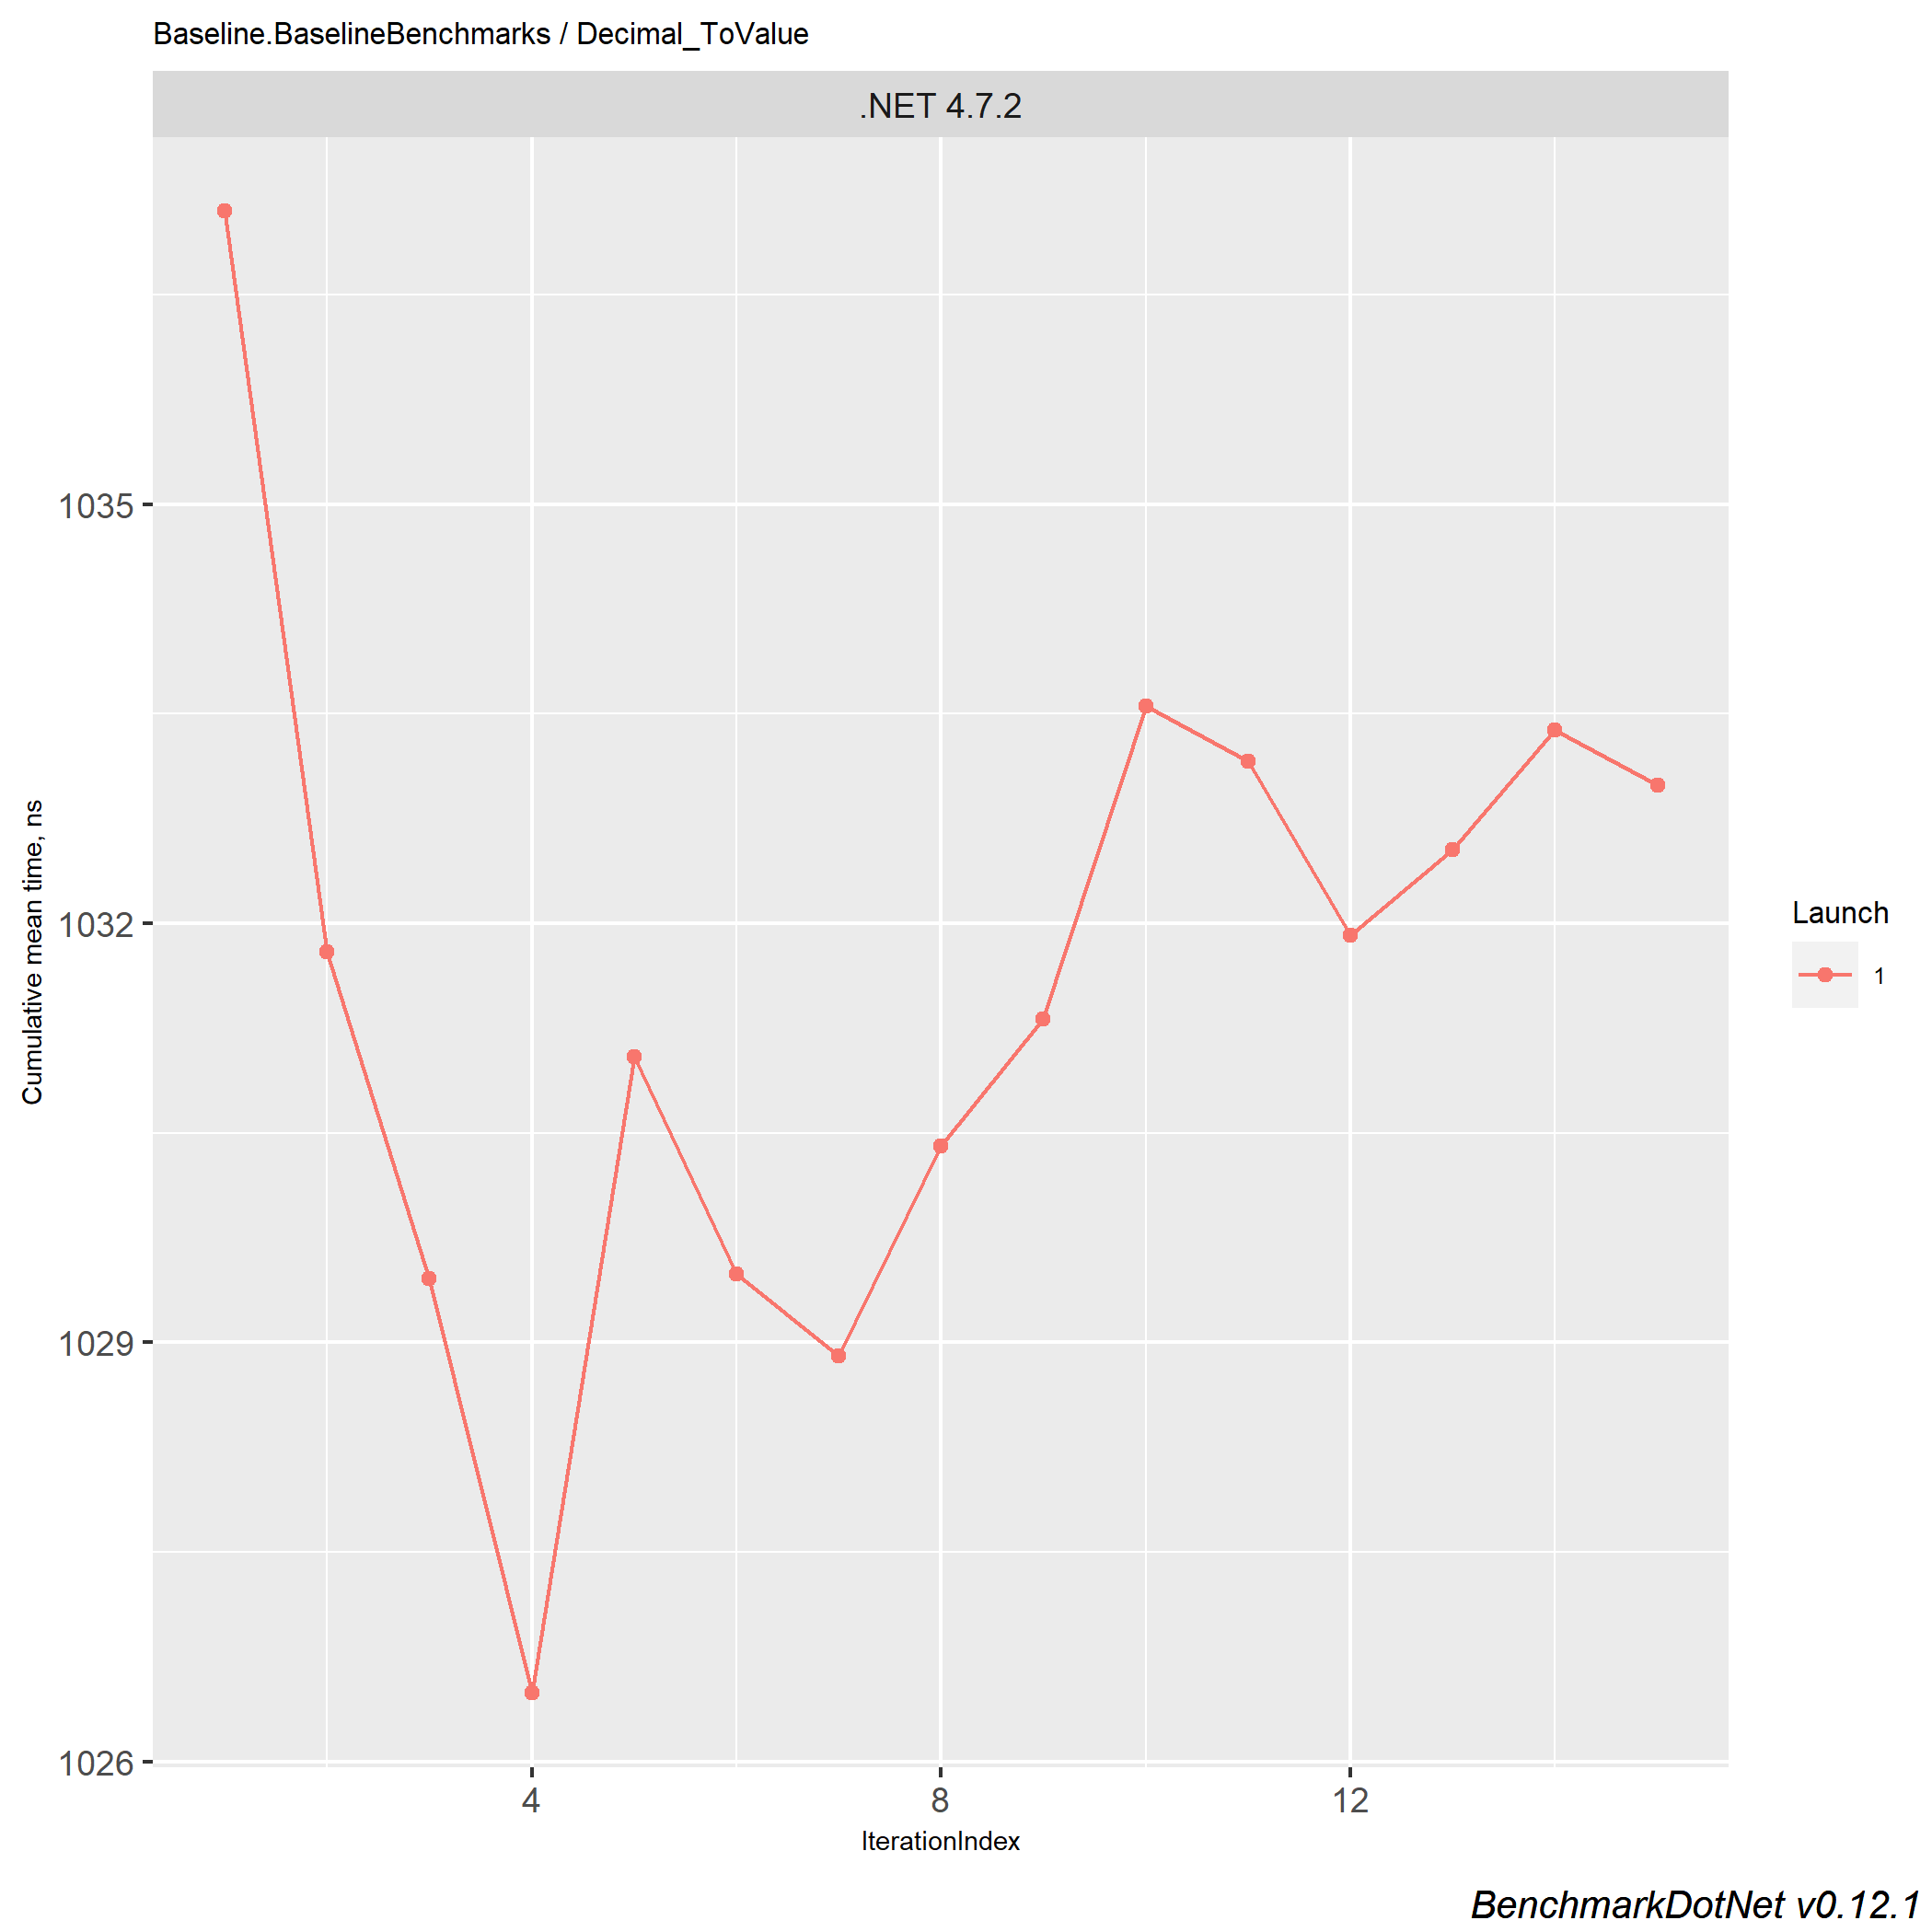 Baseline.BaselineBenchmarks / Decimal_ToValue
.NET 4.7.2
1035
1032
1029
1026
Cumulative mean time, ns
4
8
12
IterationIndex
Launch
1
BenchmarkDotNet v0.12.1